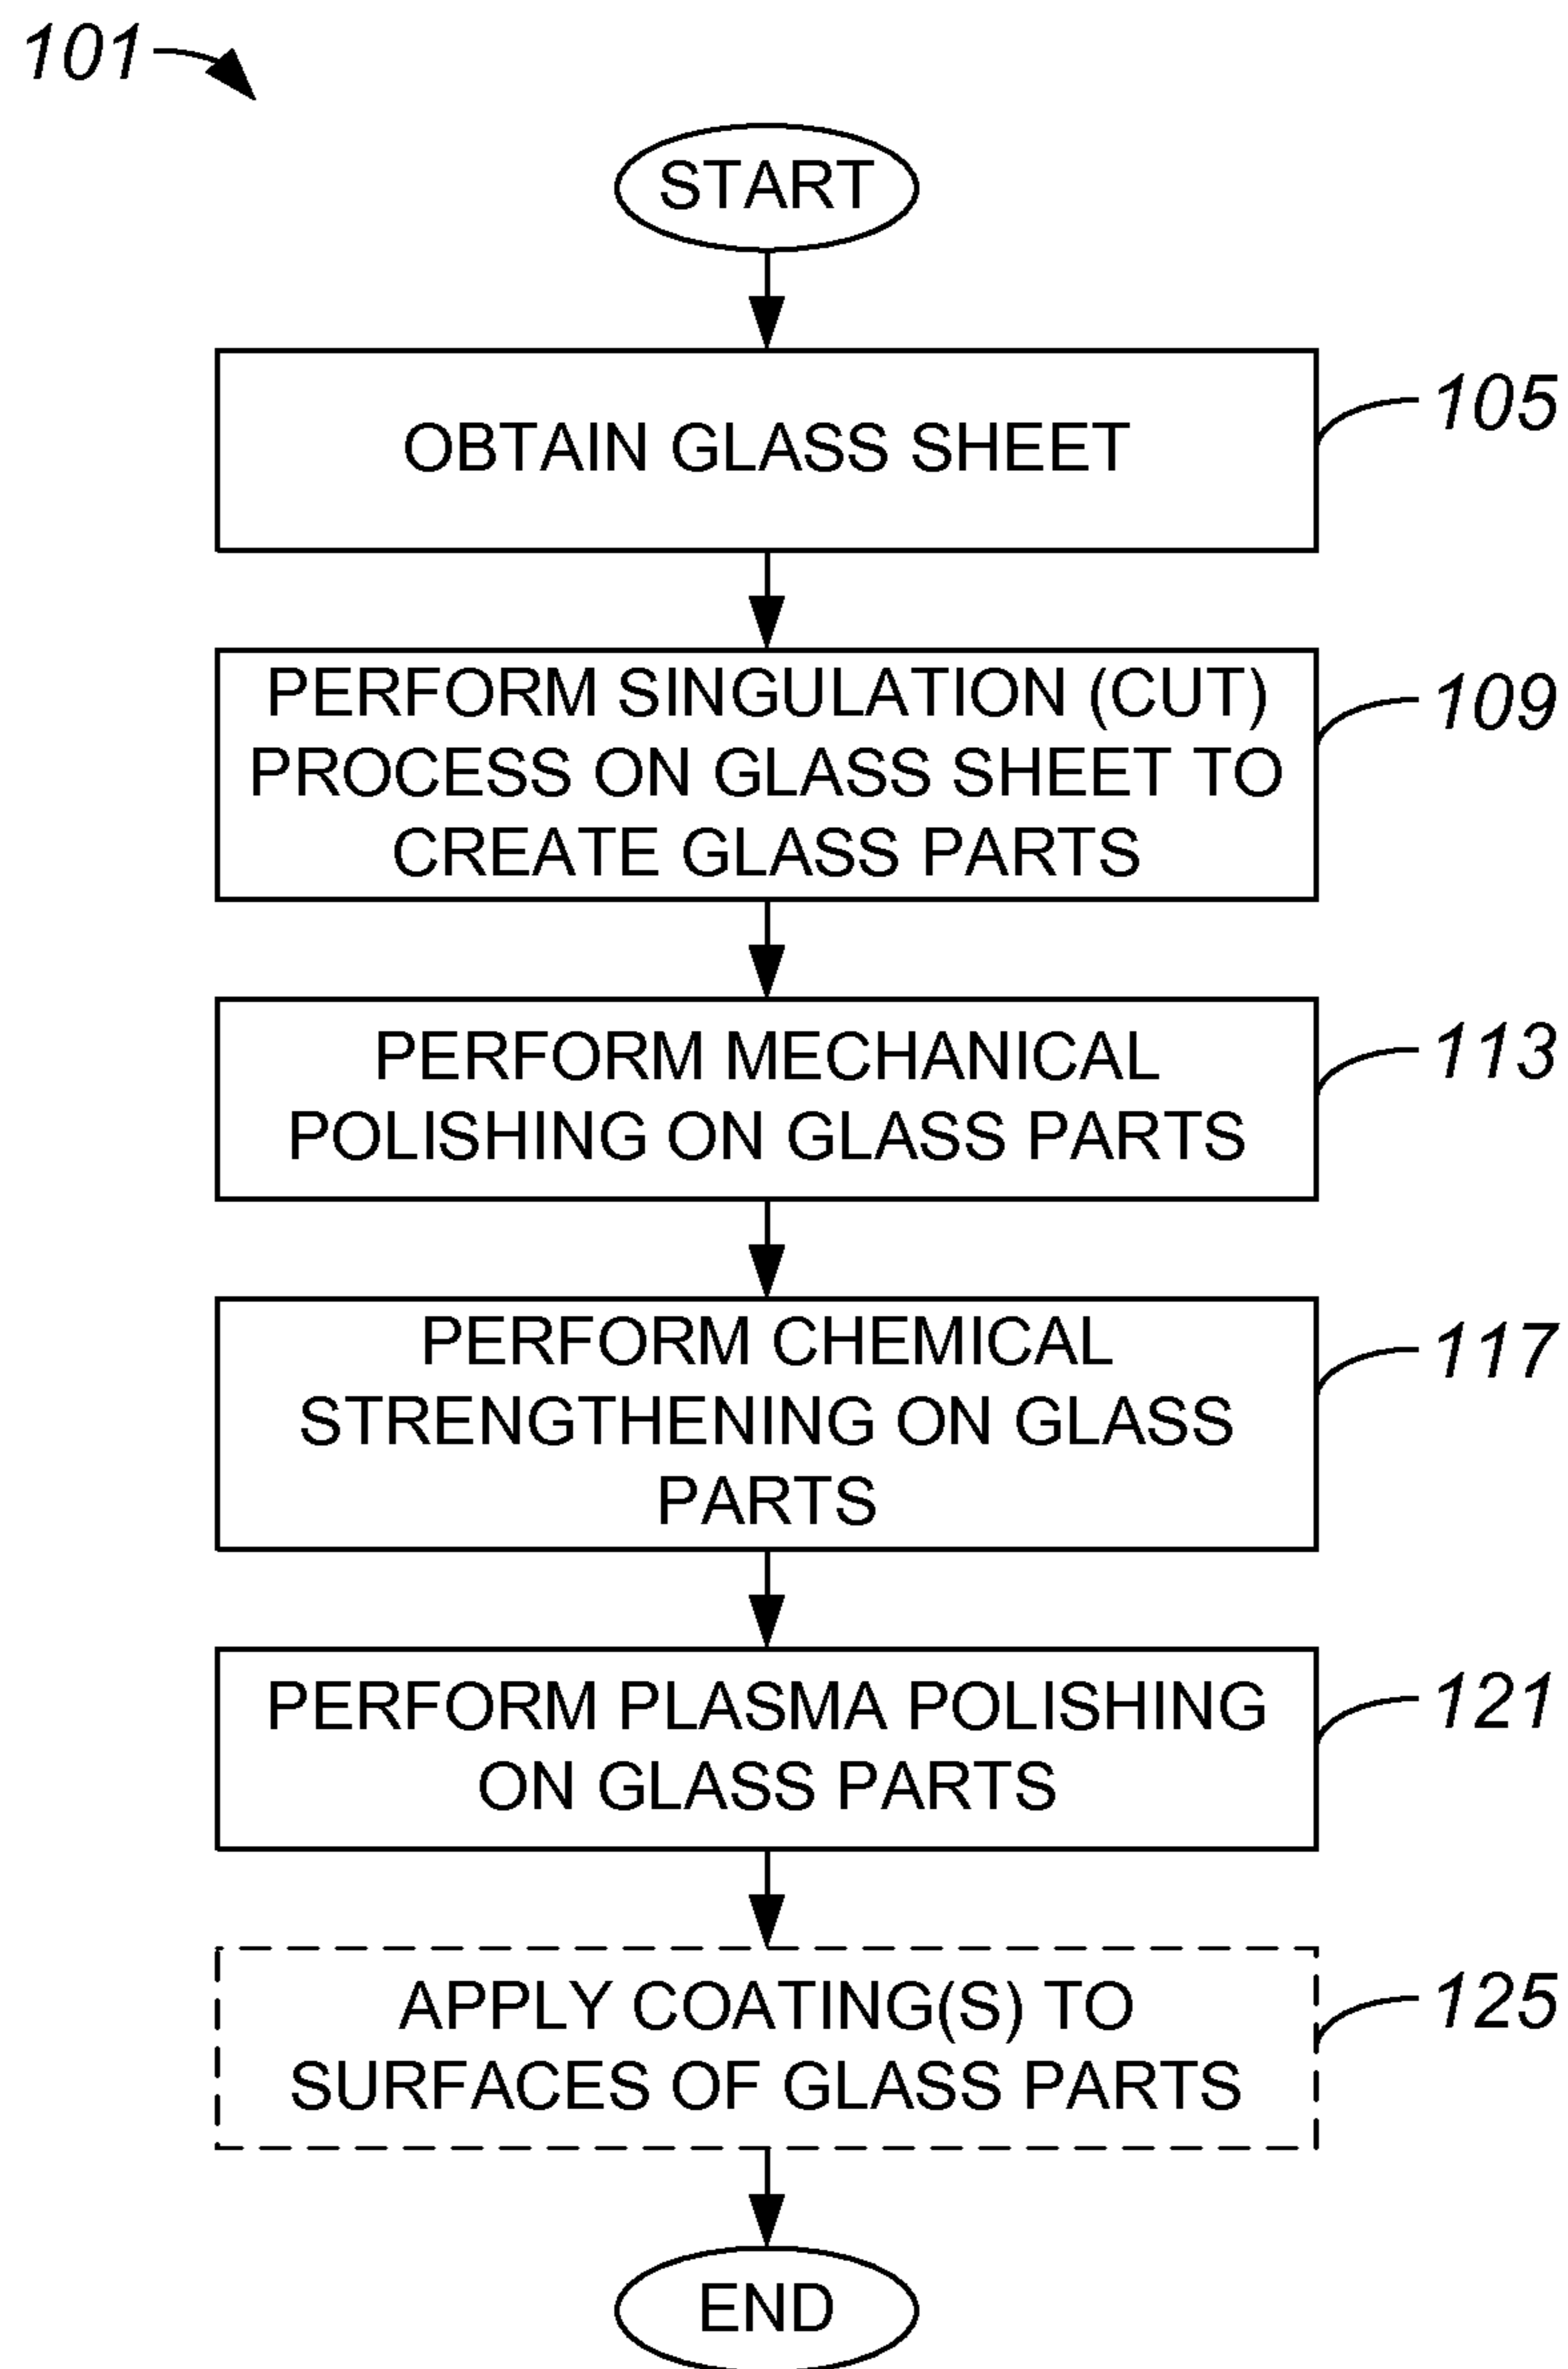 101
START
OBTAIN GLASS SHEET
105
PERFORM SINGULATION (CUT)
PROCESS ON GLASS SHEET TO
CREATE GLASS PARTS
109
PERFORM MECHANICAL
POLISHING ON GLASS PARTS
113
PERFORM CHEMICAL
STRENGTHENING ON GLASS
PARTS
117
PERFORM PLASMA POLISHING
ON GLASS PARTS
121
APPLY COATING(S) TO
SURFACES OF GLASS PARTS
125
END